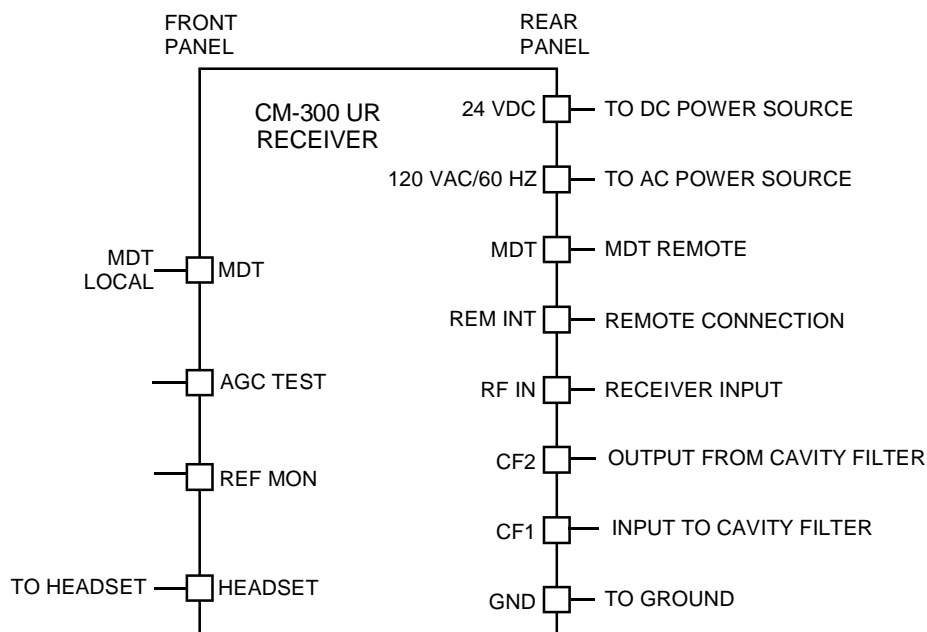 FRONT
PANEL
REAR
PANEL
CM-300 UR
RECEIVER
24 VDC
TO DC POWER SOURCE
120 VAC/60 HZ
TO AC POWER SOURCE
MDT
MDT REMOTE
MDT
LOCAL
MDT
REM INT
REMOTE CONNECTION
AGC TEST
RF IN
RECEIVER INPUT
CF2
OUTPUT FROM CAVITY FILTER
REF MON
CF1
INPUT TO CAVITY FILTER
TO HEADSET
HEADSET
GND
TO GROUND